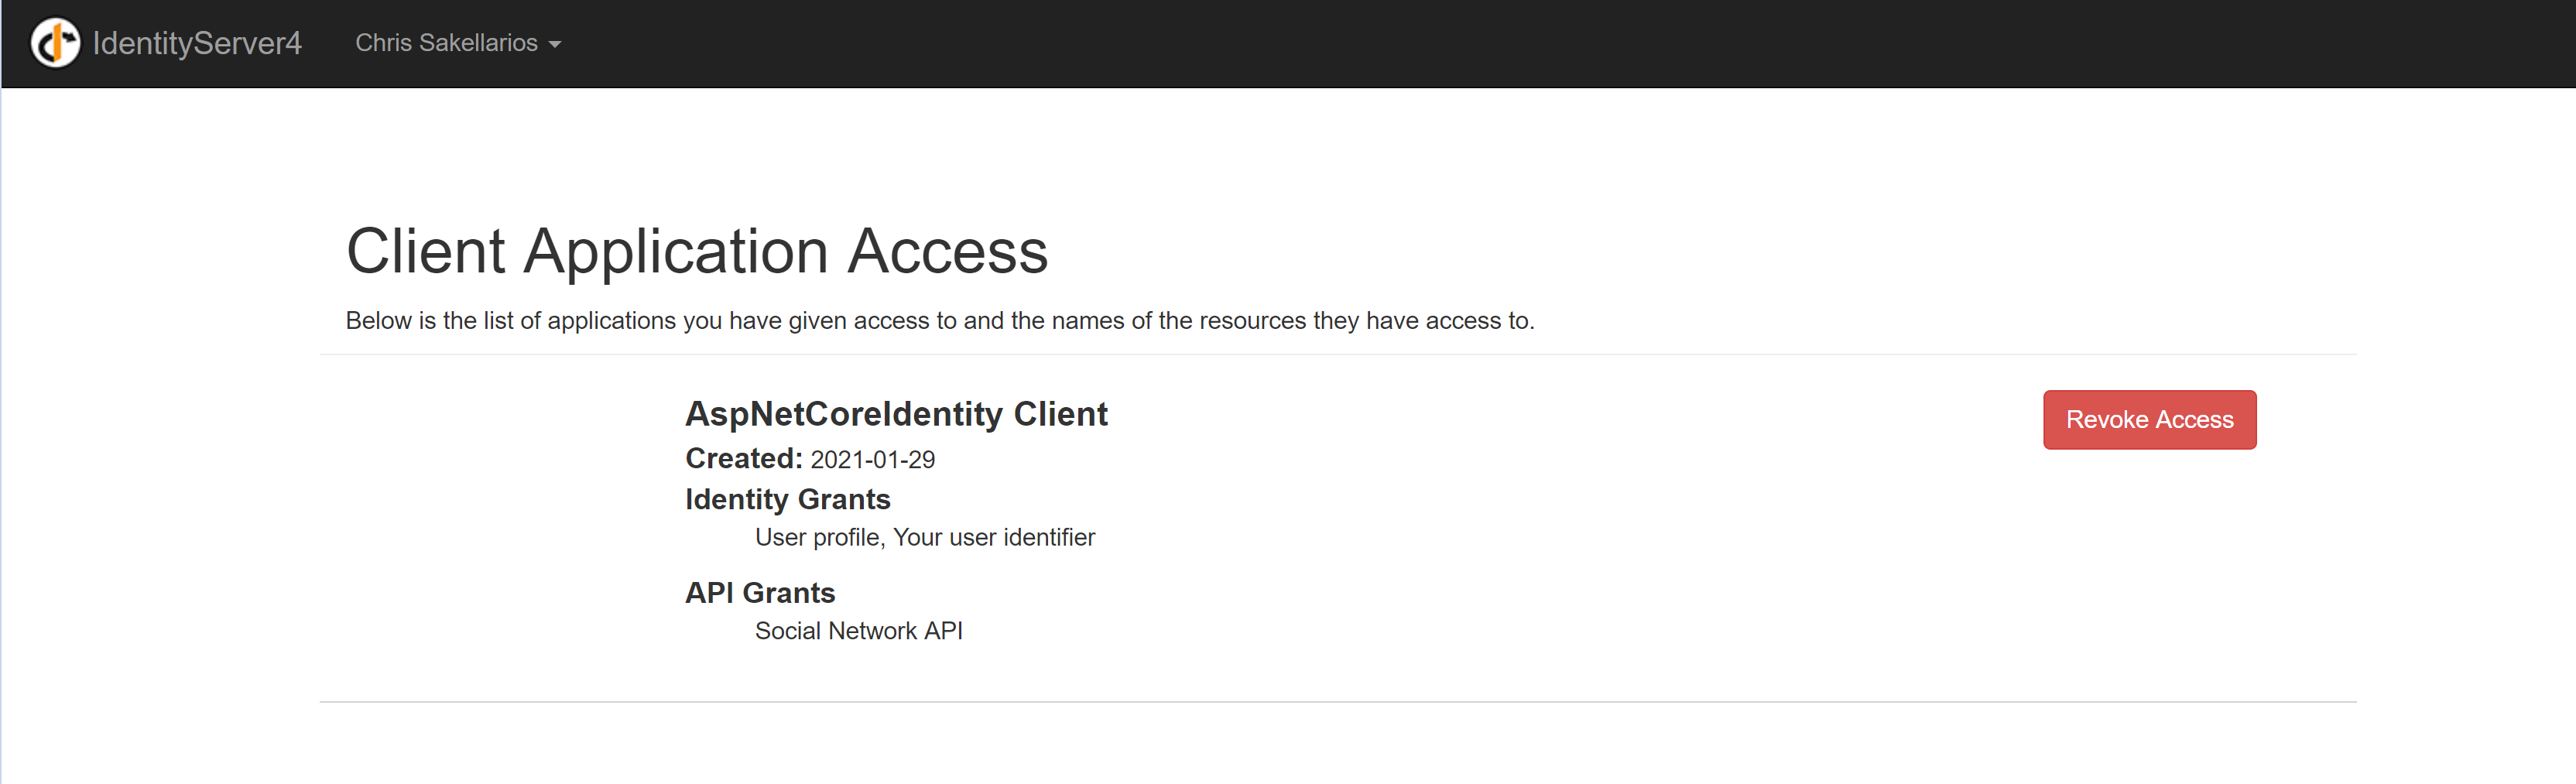 IdentityServer4 Chris Sakellarios
Client Application Access
Below is the list of applications you have given access to and the names of the resources they have access to.
AspNetCoreIdentity Client
Revoke Access
Created: 2021-01-29
Identity Grants
User profile, Your user identifier
API Grants
Social Network API